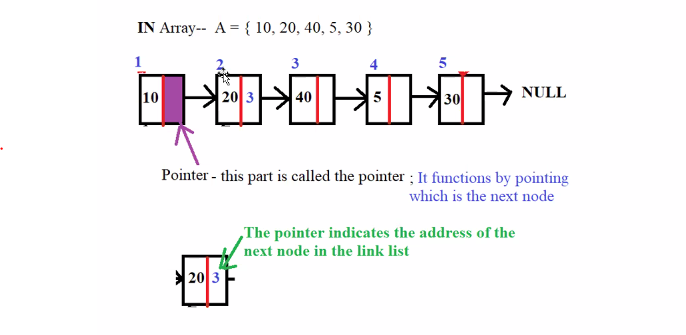 IN Array-- A = { 10, 20, 40, 5, 30 }
1 2 3 4 5
10 20 3 40 5 30 NULL
Pointer - this part is called the pointer ; It functions by pointing
which is the next node
The pointer indicates the address of the
next node in the link list
20 3